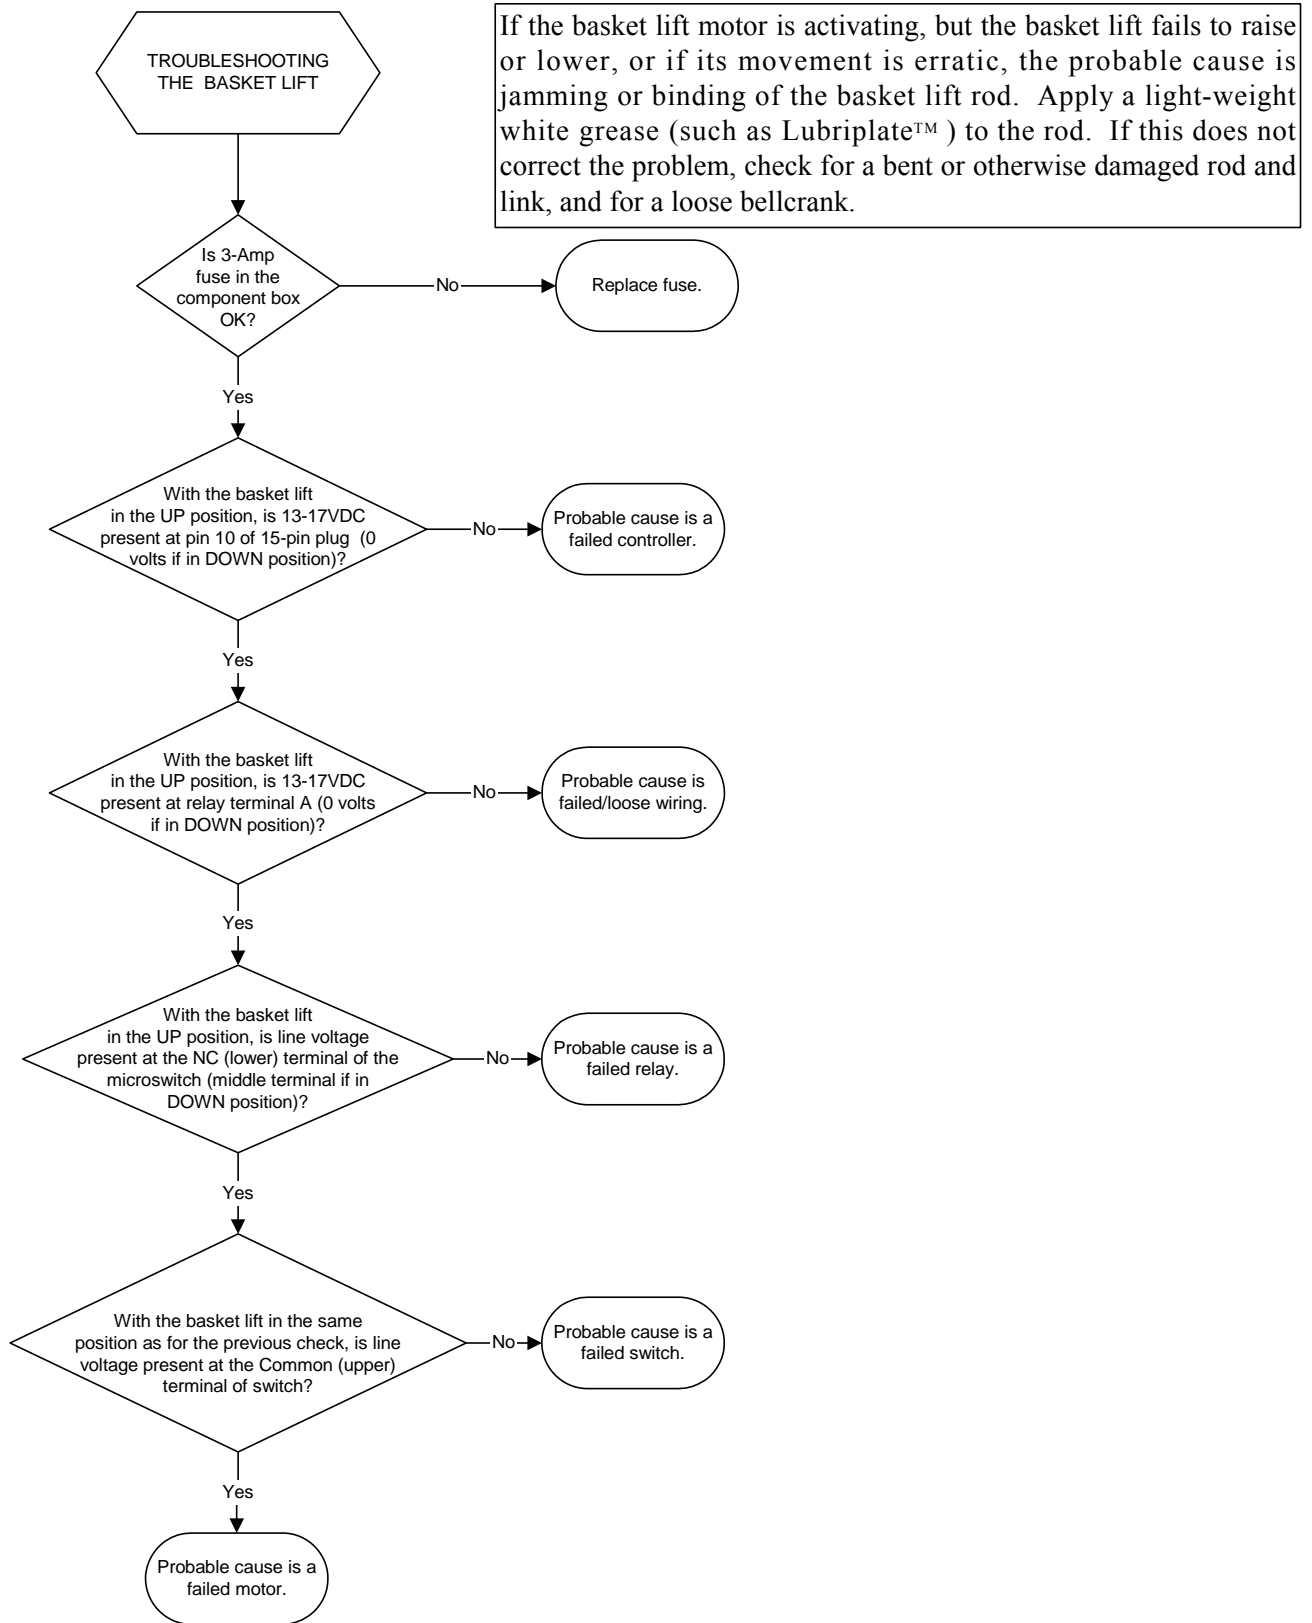 TROUBLESHOOTING
THE BASKET LIFT
If the basket lift motor is activating, but the basket lift fails to raise
or lower, or if its movement is erratic, the probable cause is
jamming or binding of the basket lift rod. Apply a light-weight
white grease (such as Lubriplate™ ) to the rod. If this does not
correct the problem, check for a bent or otherwise damaged rod and
link, and for a loose bellcrank.
Is 3-Amp
fuse in the
component box
OK?
No
Replace fuse.
Yes
With the basket lift
in the UP position, is 13-17VDC
present at pin 10 of 15-pin plug (0
volts if in DOWN position)?
No
Probable cause is a
failed controller.
Yes
With the basket lift
in the UP position, is 13-17VDC
present at relay terminal A (0 volts
if in DOWN position)?
No
Probable cause is
failed/loose wiring.
Yes
With the basket lift
in the UP position, is line voltage
present at the NC (lower) terminal of the
microswitch (middle terminal if in
DOWN position)?
No
Probable cause is a
failed relay.
Yes
With the basket lift in the same
position as for the previous check, is line
voltage present at the Common (upper)
terminal of switch?
No
Probable cause is a
failed switch.
Yes
Probable cause is a
failed motor.